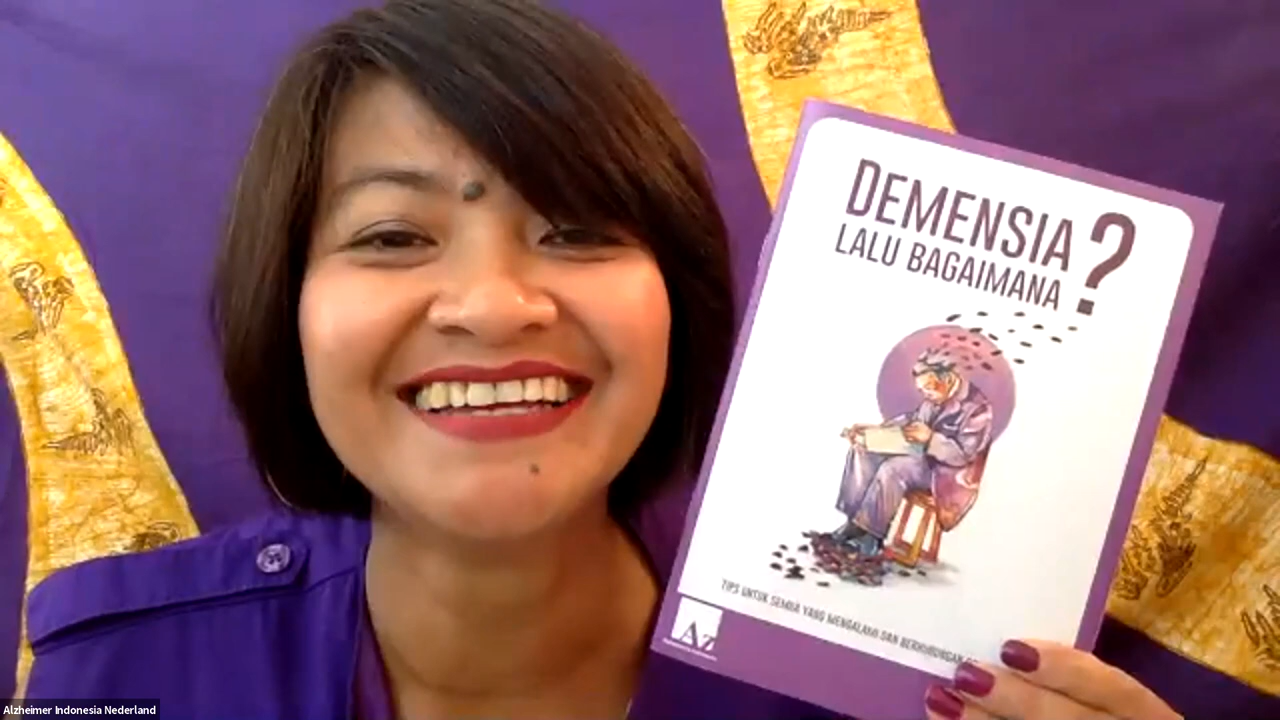 DEMENSIA
LALU BAGAIMANA ?
TIPS UNTUK SEMUA YANG MENGALAMI DAN BERHUBUNGAN
Alzheimer Indonesia Nederland